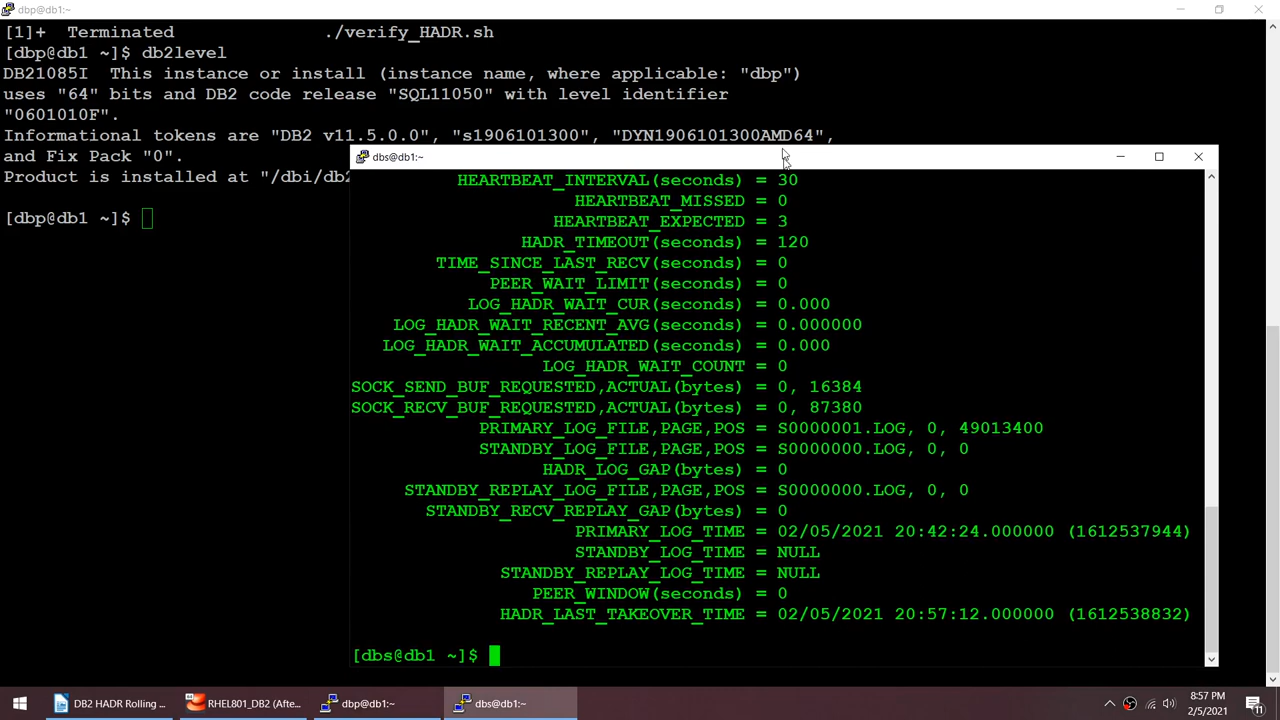 dbp@db1:~
[1]+  Terminated              ./verify_HADR.sh
[dbp@db1 ~]$ db2level
DB21085I  This instance or install (instance name, where applicable: "dbp")
uses "64" bits and DB2 code release "SQL11050" with level identifier
"0601010F".
Informational tokens are "DB2 v11.5.0.0", "s1906101300", "DYN1906101300AMD64",
and Fix Pack "0".
Product is installed at "/dbi/db2
[dbp@db1 ~]$
dbs@db1:~
HEARTBEAT_INTERVAL(seconds) = 30
HEARTBEAT_MISSED = 0
HEARTBEAT_EXPECTED = 3
HADR_TIMEOUT(seconds) = 120
TIME_SINCE_LAST_RECV(seconds) = 0
PEER_WAIT_LIMIT(seconds) = 0
LOG_HADR_WAIT_CUR(seconds) = 0.000
LOG_HADR_WAIT_RECENT_AVG(seconds) = 0.000000
LOG_HADR_WAIT_ACCUMULATED(seconds) = 0.000
LOG_HADR_WAIT_COUNT = 0
SOCK_SEND_BUF_REQUESTED,ACTUAL(bytes) = 0, 16384
SOCK_RECV_BUF_REQUESTED,ACTUAL(bytes) = 0, 87380
PRIMARY_LOG_FILE,PAGE,POS = S0000001.LOG, 0, 49013400
STANDBY_LOG_FILE,PAGE,POS = S0000000.LOG, 0, 0
HADR_LOG_GAP(bytes) = 0
STANDBY_REPLAY_LOG_FILE,PAGE,POS = S0000000.LOG, 0, 0
STANDBY_RECV_REPLAY_GAP(bytes) = 0
PRIMARY_LOG_TIME = 02/05/2021 20:42:24.000000 (1612537944)
STANDBY_LOG_TIME = NULL
STANDBY_REPLAY_LOG_TIME = NULL
PEER_WINDOW(seconds) = 0
HADR_LAST_TAKEOVER_TIME = 02/05/2021 20:57:12.000000 (1612538832)
[dbs@db1 ~]$
DB2 HADR Rolling ...
RHEL801_DB2 (Afte...
dbp@db1:~
dbs@db1:~
8:57 PM
2/5/2021
11